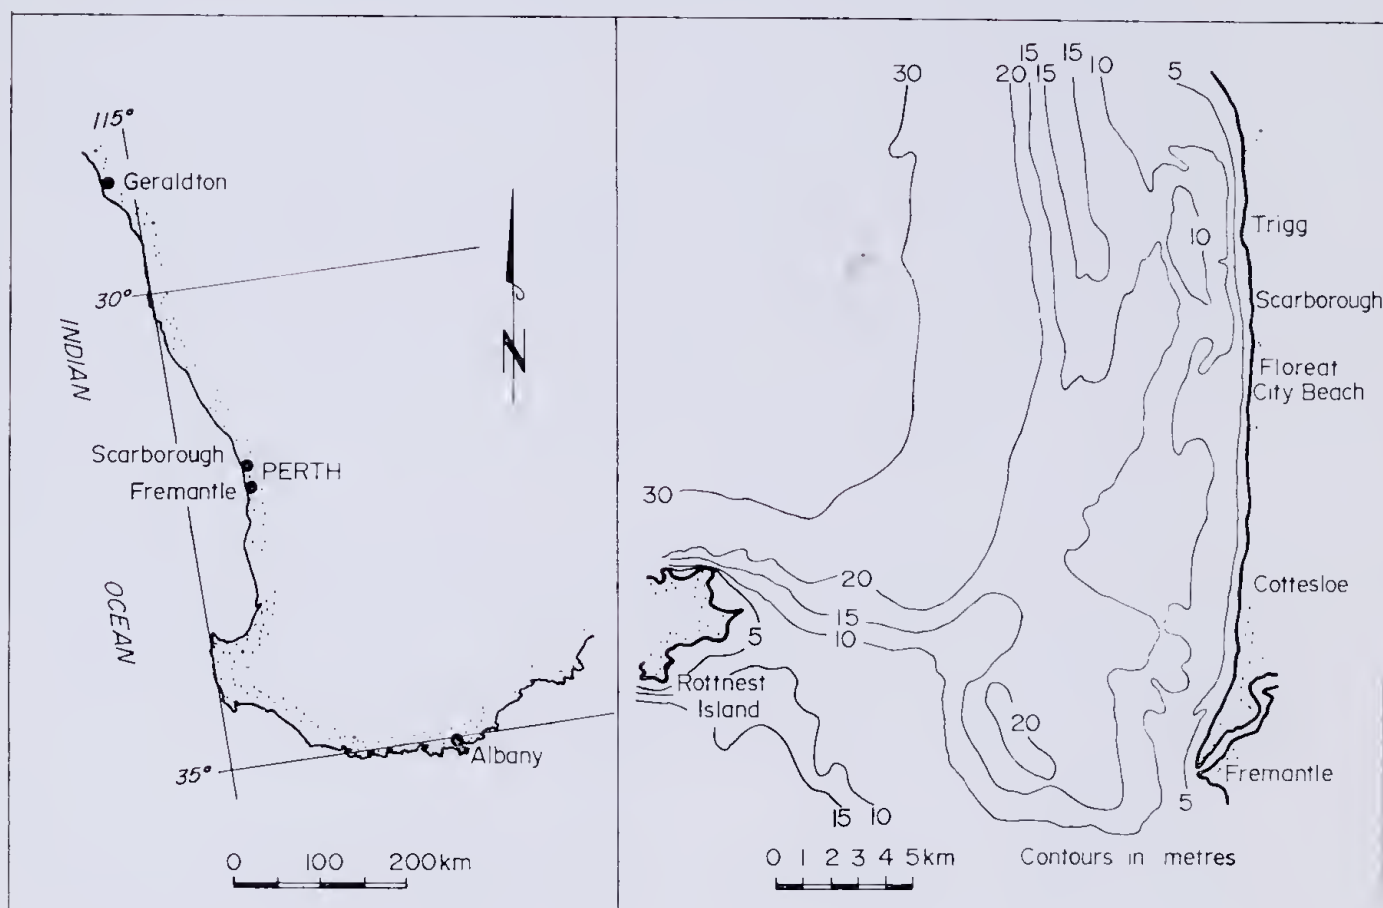 115°
Geraldton
30°
INDIAN
N
Scarborough
PERTH
Fremantle
OCEAN
35°
Albany
0 100 200km
30 20 15 15 15 10 5
Trigg
10
Scarborough
Floreat
City Beach
30
20
Cottesloe
15
5
10
Rottnest
Island
20
Fremantle
15 10
5
0 1 2 3 4 5km
Contours in metres